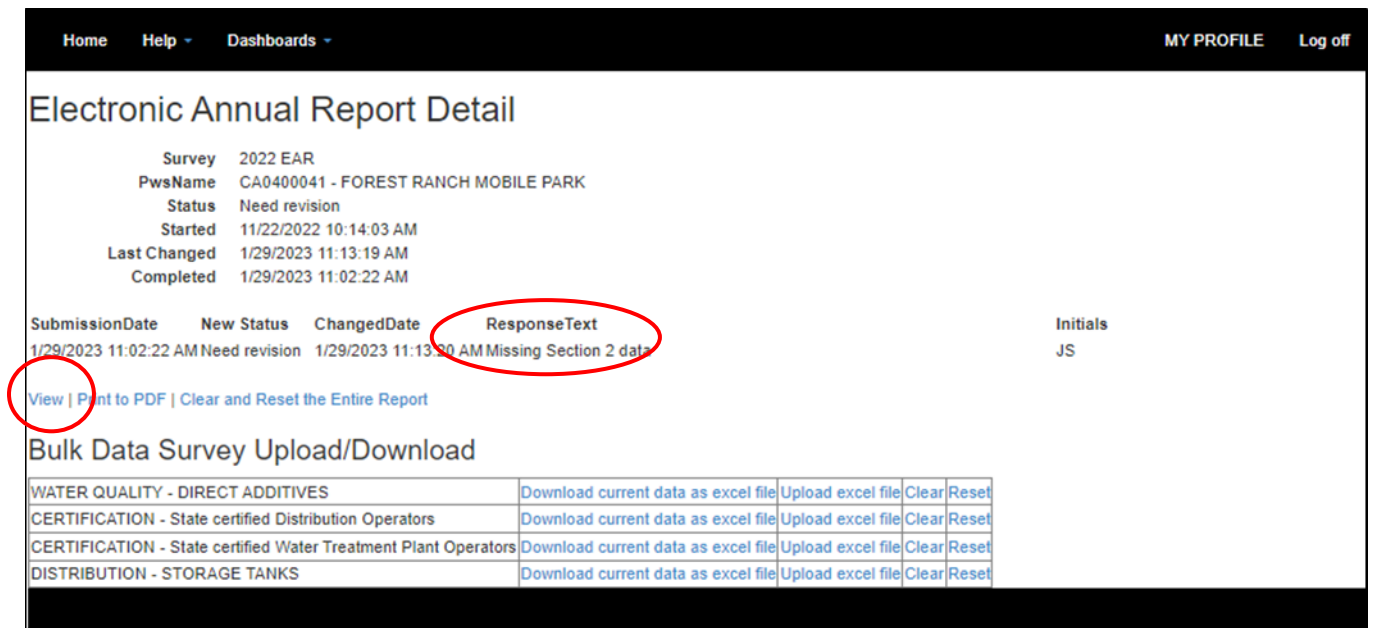 Home Help Dashboards MY PROFILE Log off
Electronic Annual Report Detail
Survey 2022 EAR
PwsName CA0400041 - FOREST RANCH MOBILE PARK
Status Need revision
Started 11/22/2022 10:14:03 AM
Last Changed 1/29/2023 11:13:19 AM
Completed 1/29/2023 11:02:22 AM
SubmissionDate New Status ChangedDate ResponseText Initials
1/29/2023 11:02:22 AM Need revision 1/29/2023 11:13:20 AM Missing Section 2 data JS
View | Print to PDF | Clear and Reset the Entire Report
Bulk Data Survey Upload/Download
WATER QUALITY - DIRECT ADDITIVES Download current data as excel file Upload excel file Clear Reset
CERTIFICATION - State certified Distribution Operators Download current data as excel file Upload excel file Clear Reset
CERTIFICATION - State certified Water Treatment Plant Operators Download current data as excel file Upload excel file Clear Reset
DISTRIBUTION - STORAGE TANKS Download current data as excel file Upload excel file Clear Reset